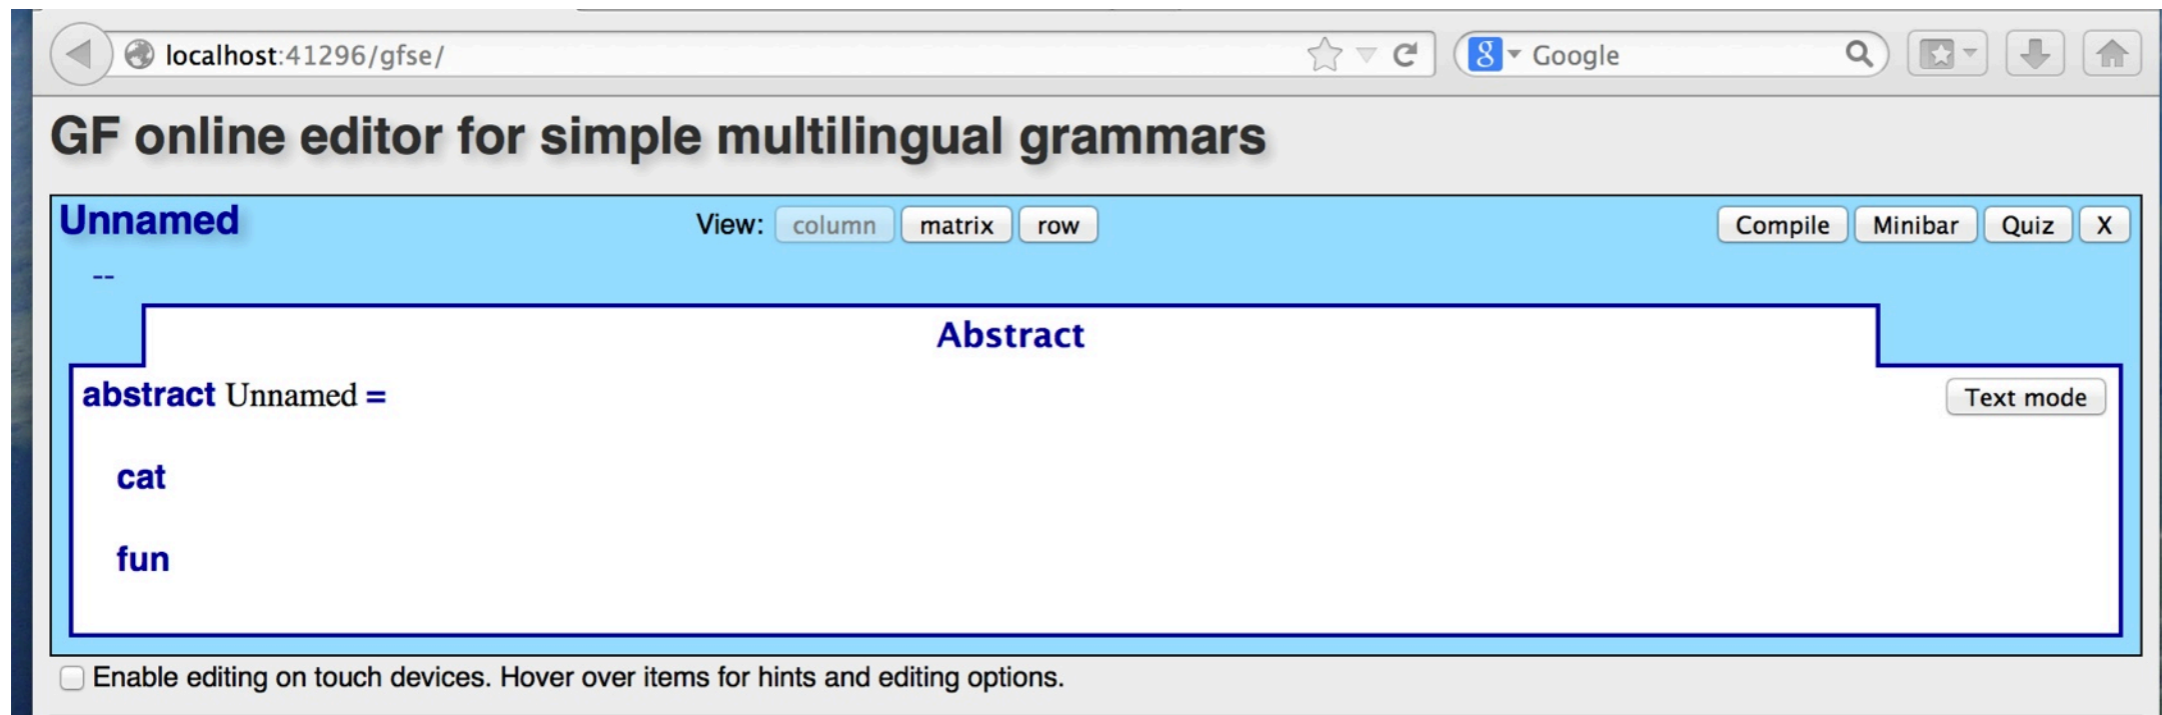 localhost:41296/gfse/ Google
GF online editor for simple multilingual grammars
Unnamed View: column matrix row Compile Minibar Quiz X
--
Abstract
abstract Unnamed = Text mode
cat
fun
Enable editing on touch devices. Hover over items for hints and editing options.